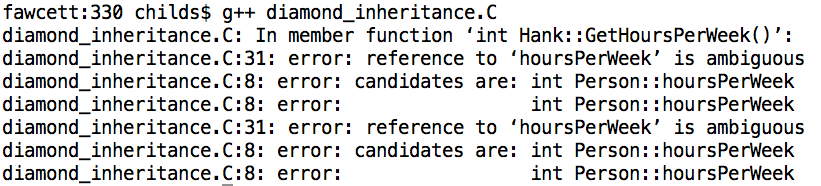 fawcett:330 childs$ g++ diamond_inheritance.C
diamond_inheritance.C: In member function ‘int Hank::GetHoursPerWeek()’:
diamond_inheritance.C:31: error: reference to ‘hoursPerWeek’ is ambiguous
diamond_inheritance.C:8: error: candidates are: int Person::hoursPerWeek
diamond_inheritance.C:8: error:                 int Person::hoursPerWeek
diamond_inheritance.C:31: error: reference to ‘hoursPerWeek’ is ambiguous
diamond_inheritance.C:8: error: candidates are: int Person::hoursPerWeek
diamond_inheritance.C:8: error:                 int Person::hoursPerWeek